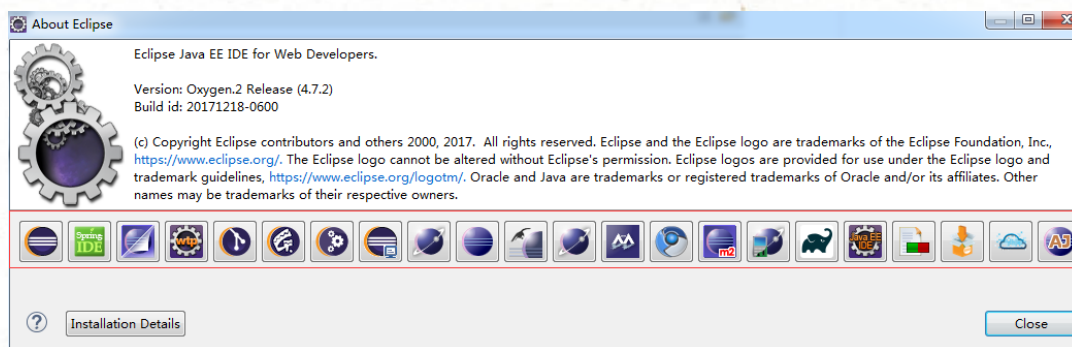 About Eclipse
Eclipse Java EE IDE for Web Developers.
Version: Oxygen.2 Release (4.7.2)
Build id: 20171218-0600
(c) Copyright Eclipse contributors and others 2000, 2017.  All rights reserved. Eclipse and the Eclipse logo are trademarks of the Eclipse Foundation, Inc.,
https://www.eclipse.org/. The Eclipse logo cannot be altered without Eclipse's permission. Eclipse logos are provided for use under the Eclipse logo and
trademark guidelines, https://www.eclipse.org/logotm/. Oracle and Java are trademarks or registered trademarks of Oracle and/or its affiliates. Other
names may be trademarks of their respective owners.
Spring IDE wtp m2 Java EE IDE AJ
? Installation Details Close